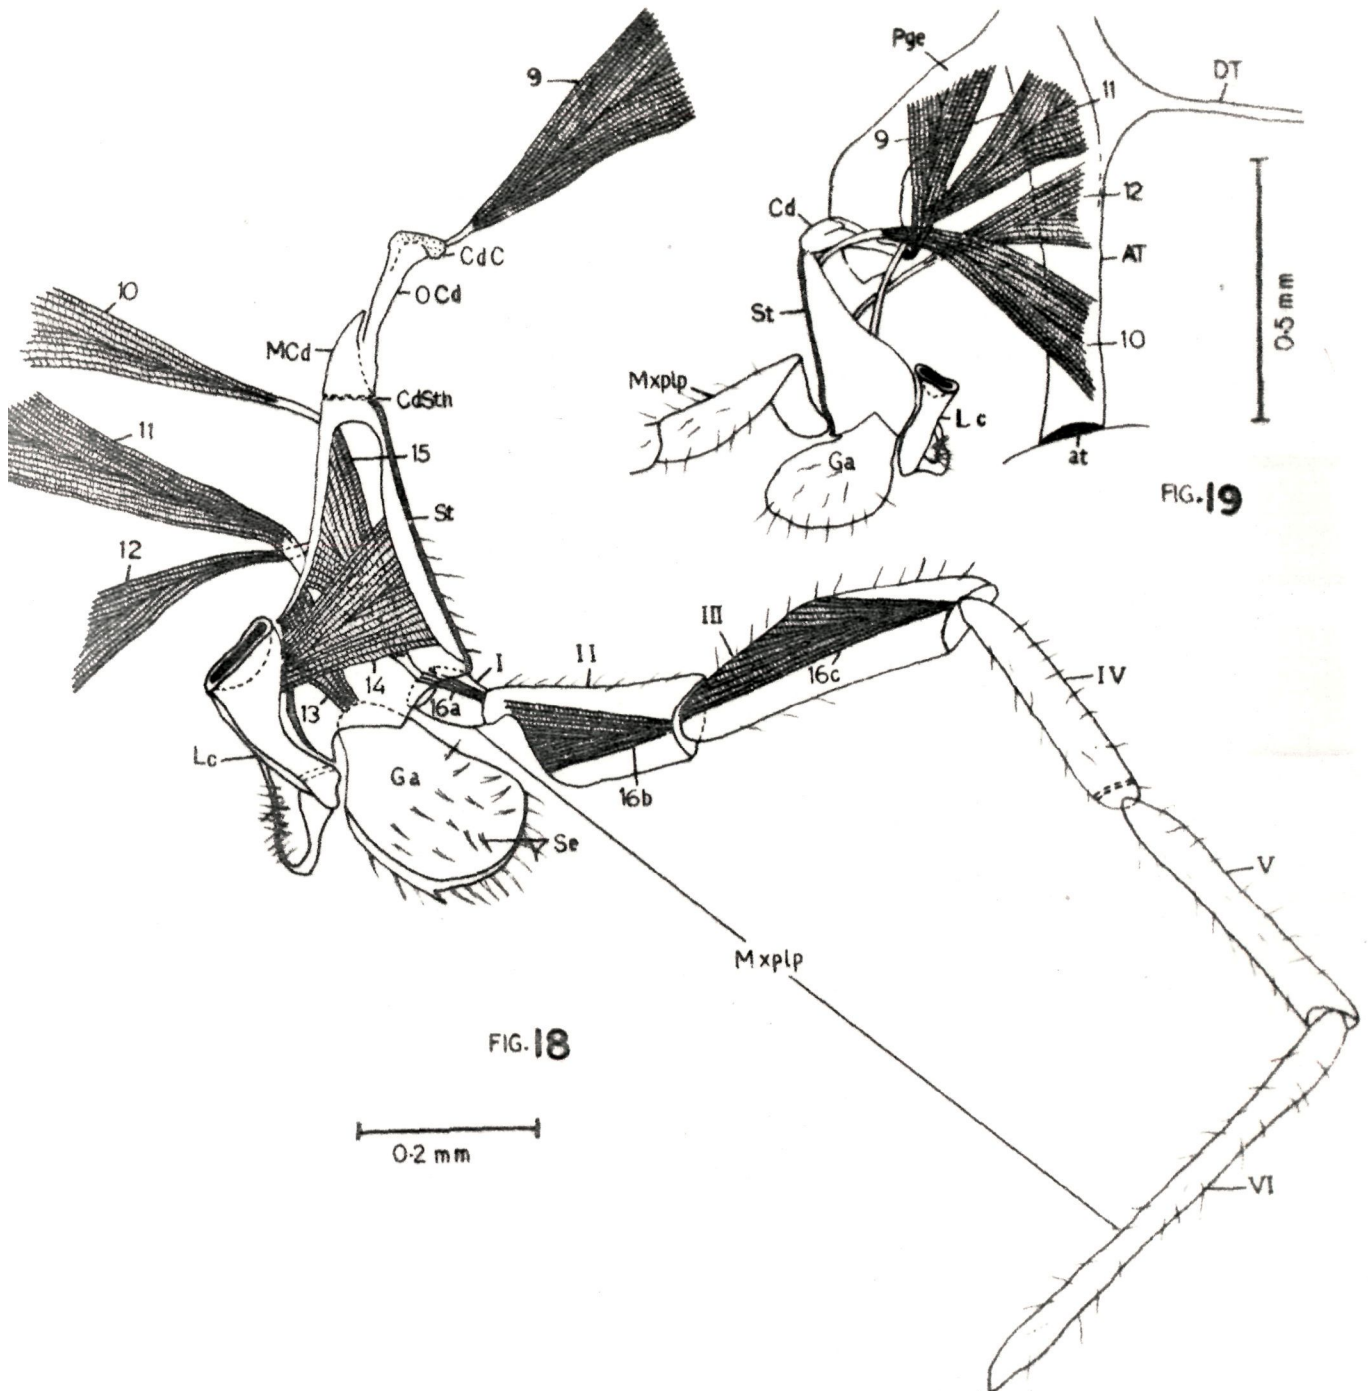 9
CdC
OCd
10
MCd
CdSth
11
15
St
12
I
II
III
IV
14
13
16a
16b
16c
Lc
Ga
Se
V
Mxplp
VI
FIG.18
0·2 mm
Pge
DT
11
9
12
Cd
AT
St
10
Mxplp
Lc
Ga
at
0·5 mm
FIG.19